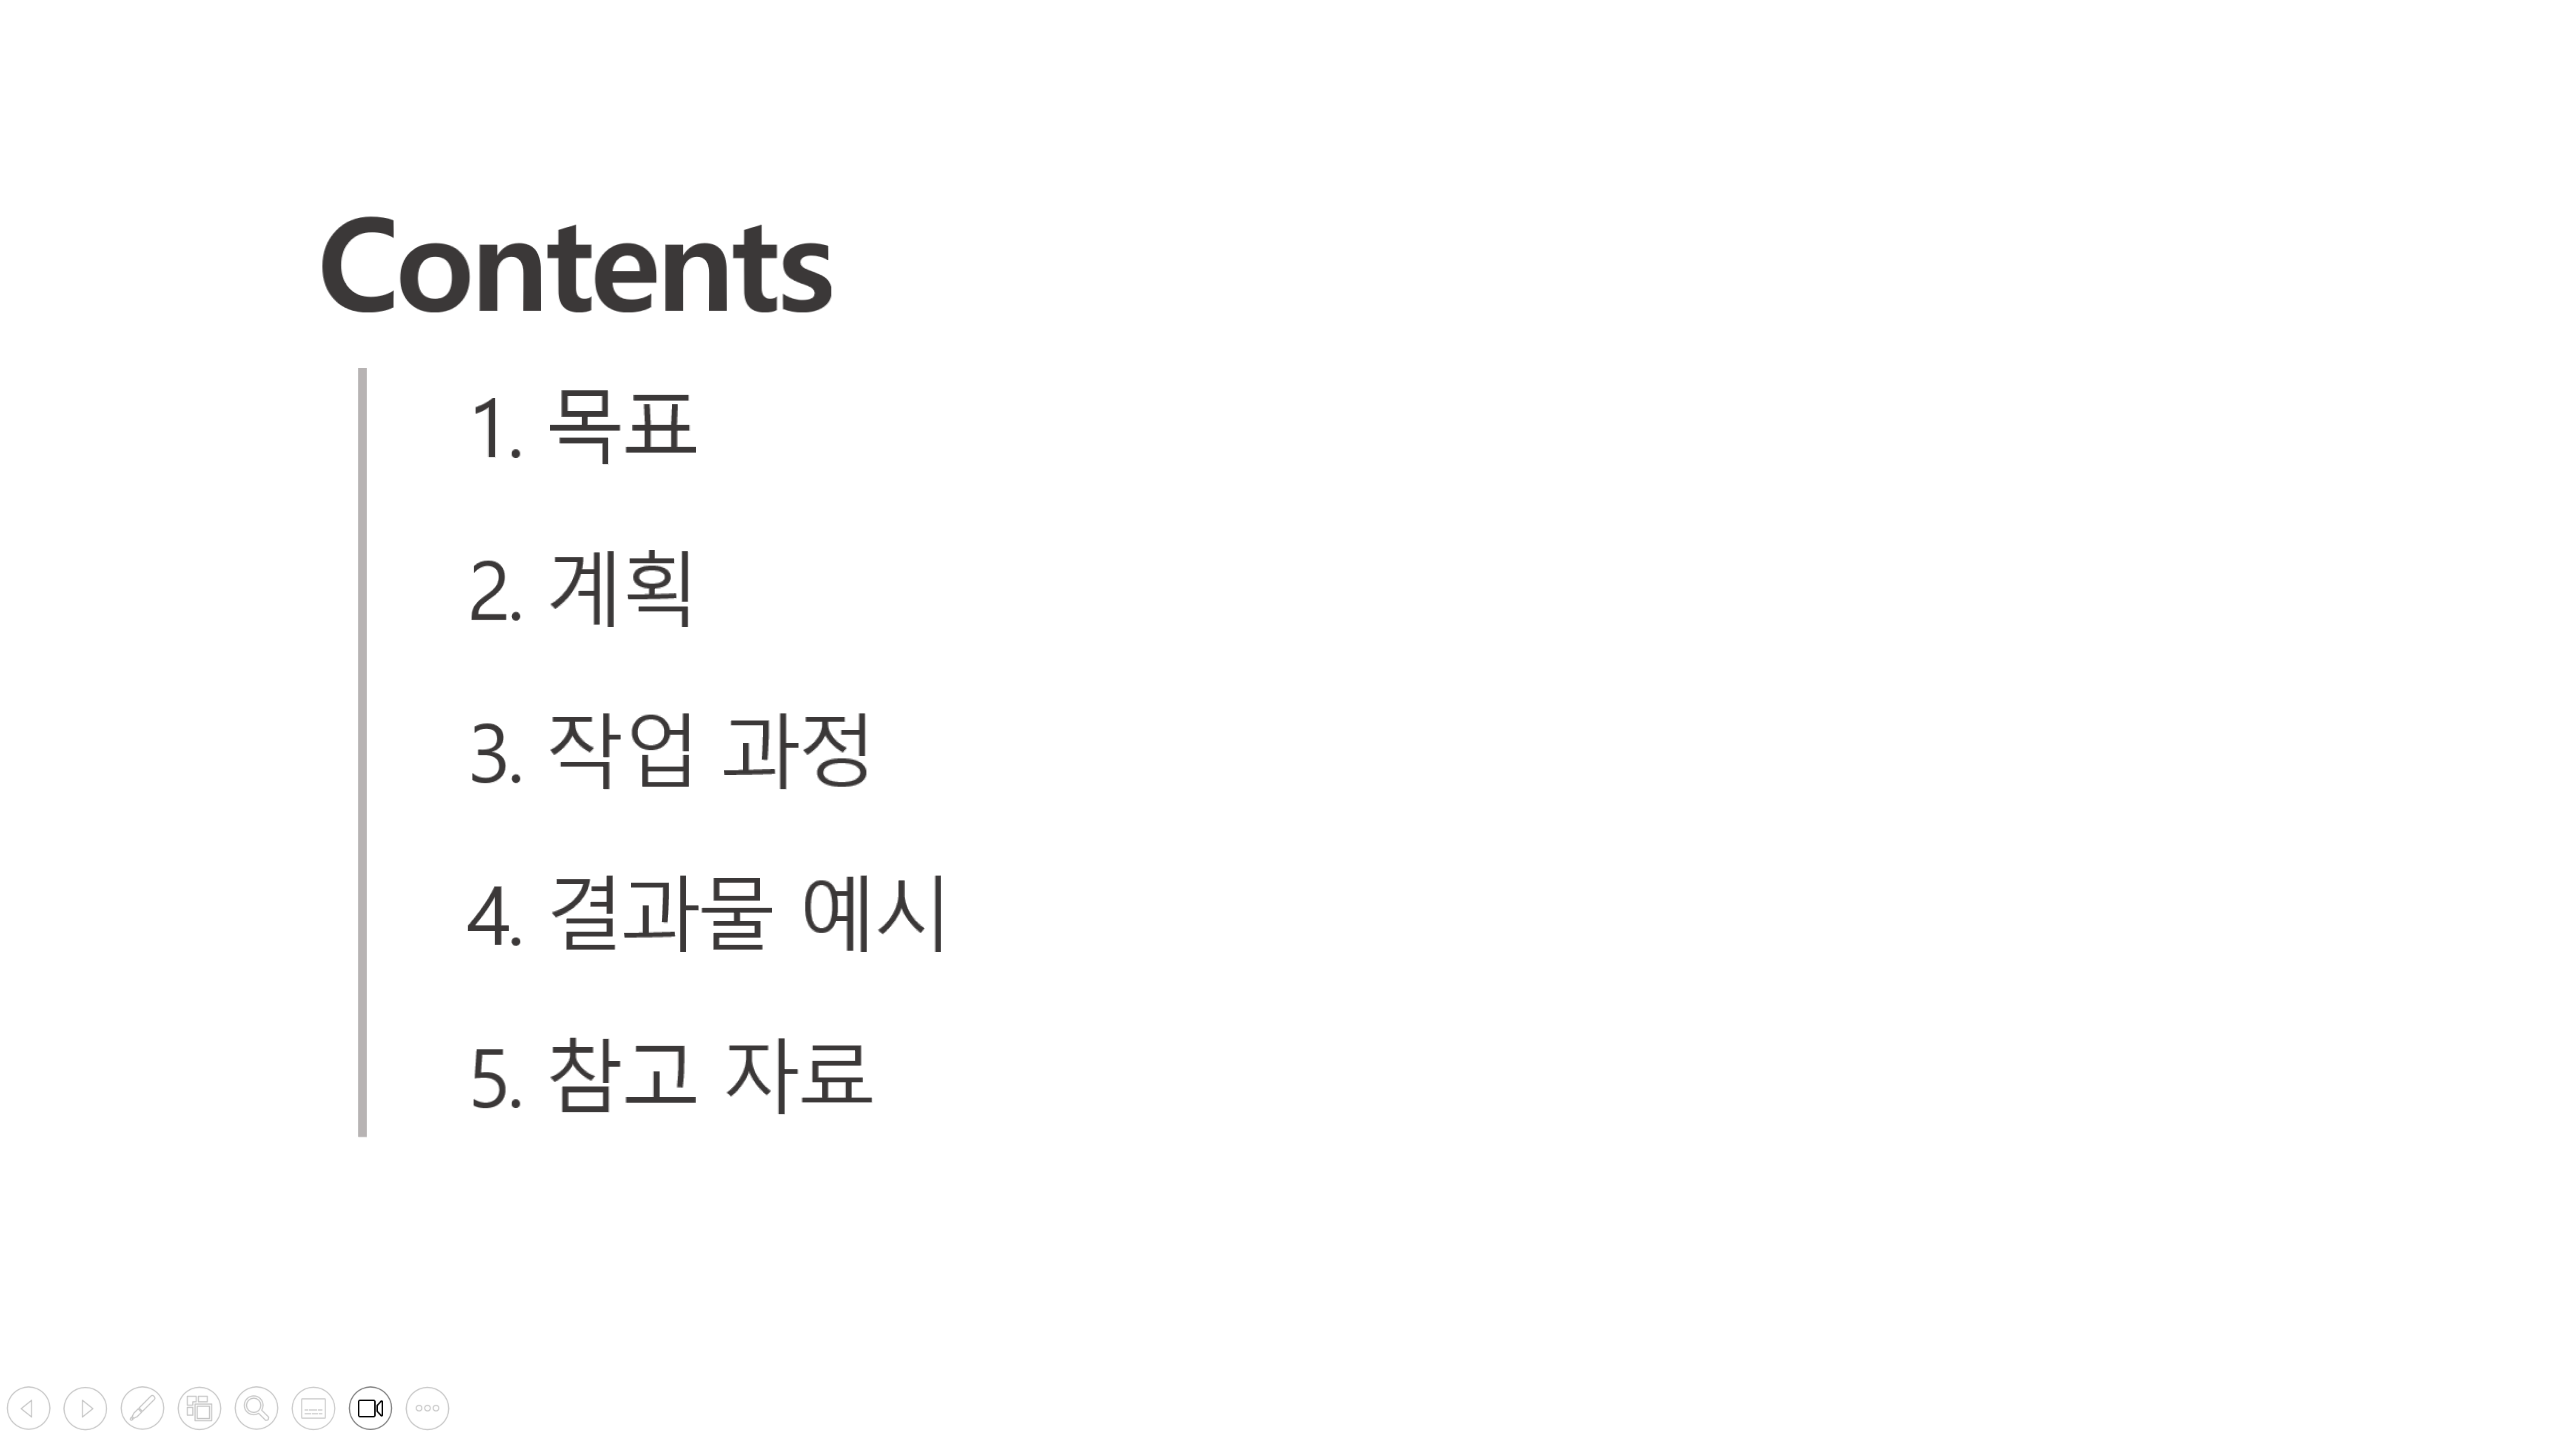 Contents
1. 목표
2. 계획
3. 작업 과정
4. 결과물 예시
5. 참고 자료